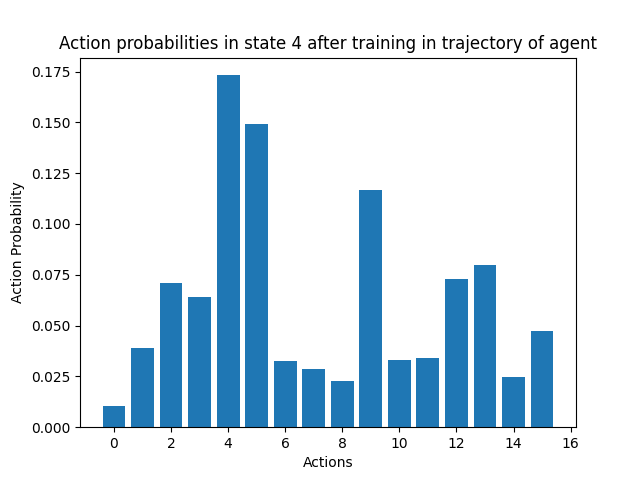 Action probabilities in state 4 after training in trajectory of agent
0.175
0.150
0.125
0.100
0.075
0.050
0.025
0.000
Action Probability
0 2 4 6 8 10 12 14 16
Actions